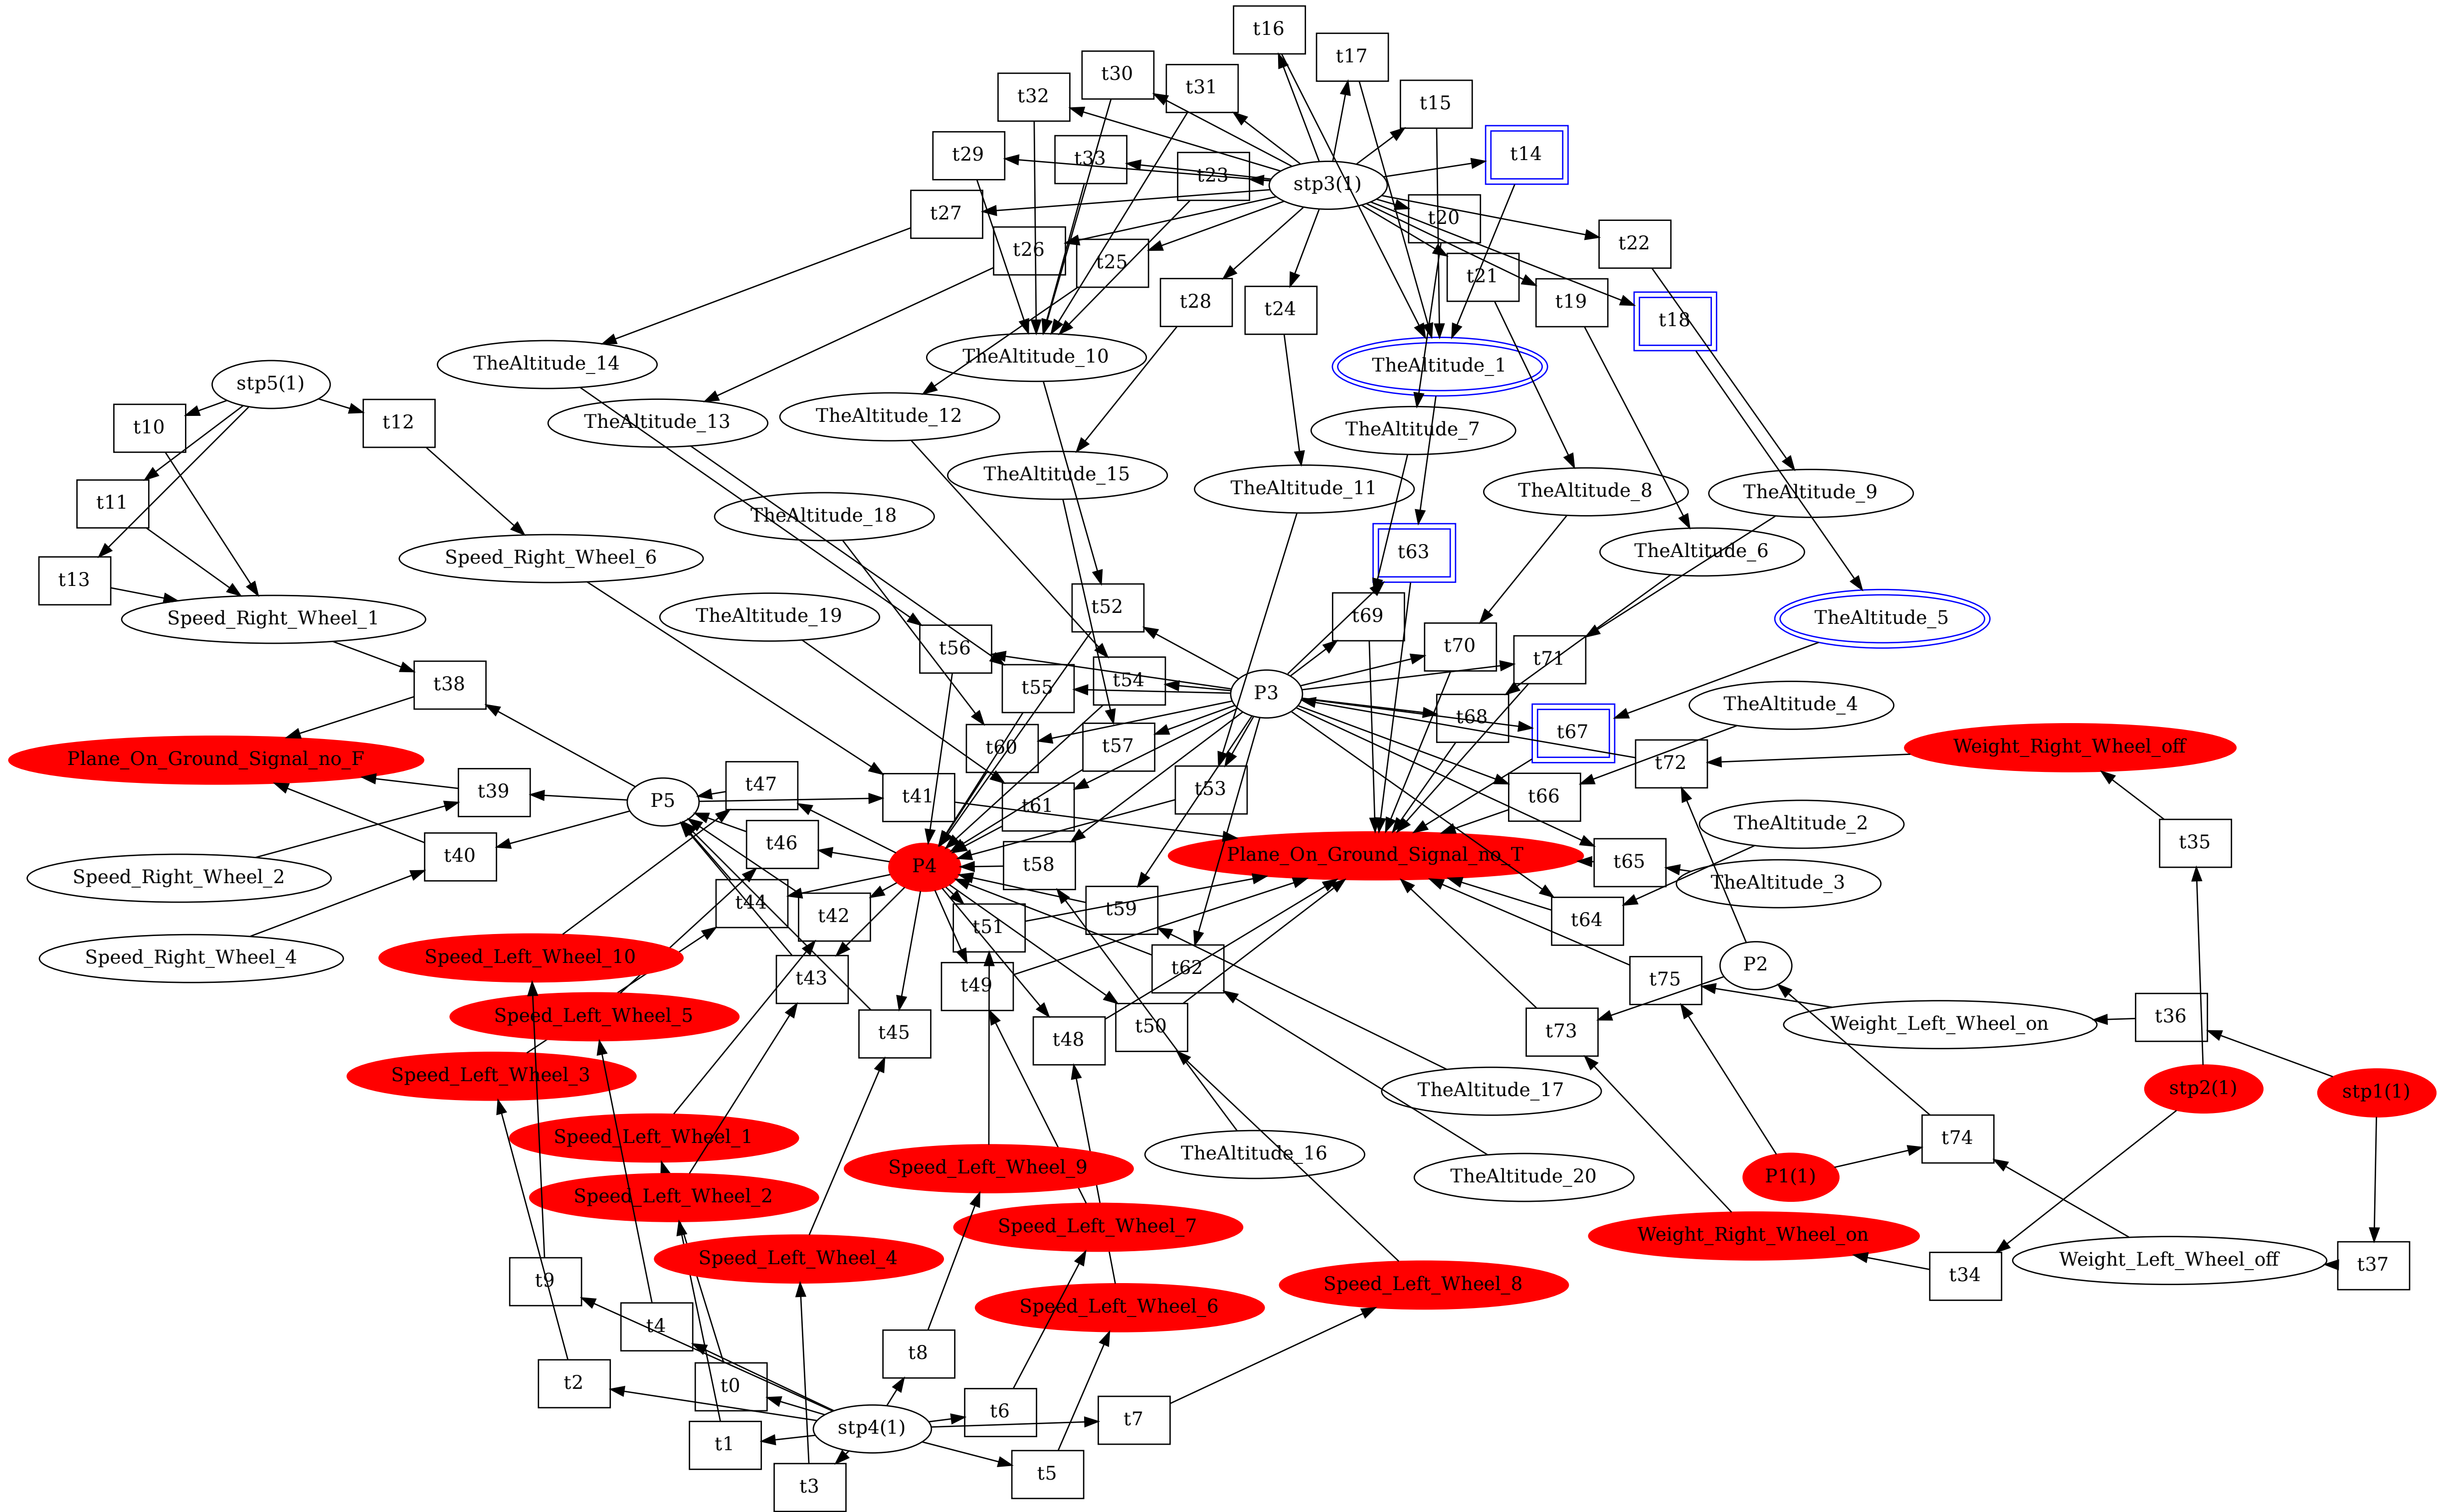 t16
t17
t30
t31
t32
t15
t29
t33
t23
t14
stp3(1)
t27
t20
t26
t25
t22
t21
t28
t24
t19
t18
TheAltitude_14
TheAltitude_10
TheAltitude_1
stp5(1)
t10
t12
TheAltitude_13
TheAltitude_12
TheAltitude_7
TheAltitude_15
TheAltitude_11
TheAltitude_8
TheAltitude_9
t11
TheAltitude_18
Speed_Right_Wheel_6
t63
TheAltitude_6
t13
Speed_Right_Wheel_1
TheAltitude_19
t52
t69
TheAltitude_5
t56
t70
t71
t38
t55
t54
P3
TheAltitude_4
t68
t67
Plane_On_Ground_Signal_no_F
t60
t57
Weight_Right_Wheel_off
t72
t39
P5
t47
t41
t61
t53
t66
t46
t40
P4
t58
Plane_On_Ground_Signal_no_T
t65
TheAltitude_2
t35
Speed_Right_Wheel_2
TheAltitude_3
t44
t42
t51
t59
t64
Speed_Right_Wheel_4
Speed_Left_Wheel_10
t43
t49
t62
t75
P2
Speed_Left_Wheel_5
t45
t48
t50
t73
Weight_Left_Wheel_on
t36
Speed_Left_Wheel_3
TheAltitude_17
stp2(1)
stp1(1)
Speed_Left_Wheel_1
TheAltitude_16
t74
Speed_Left_Wheel_9
TheAltitude_20
P1(1)
Speed_Left_Wheel_2
Speed_Left_Wheel_7
Weight_Right_Wheel_on
Speed_Left_Wheel_4
t9
Speed_Left_Wheel_8
t34
Weight_Left_Wheel_off
t37
Speed_Left_Wheel_6
t4
t8
t2
t0
t6
t7
stp4(1)
t1
t3
t5